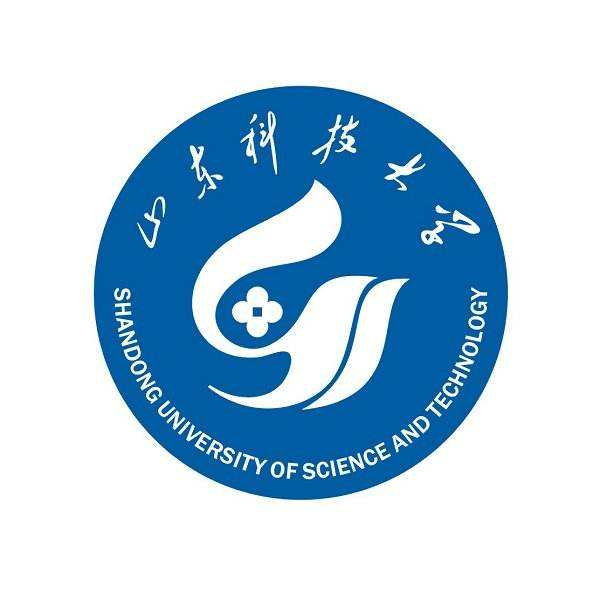 山东科技大学
SHANDONG UNIVERSITY OF SCIENCE AND TECHNOLOGY